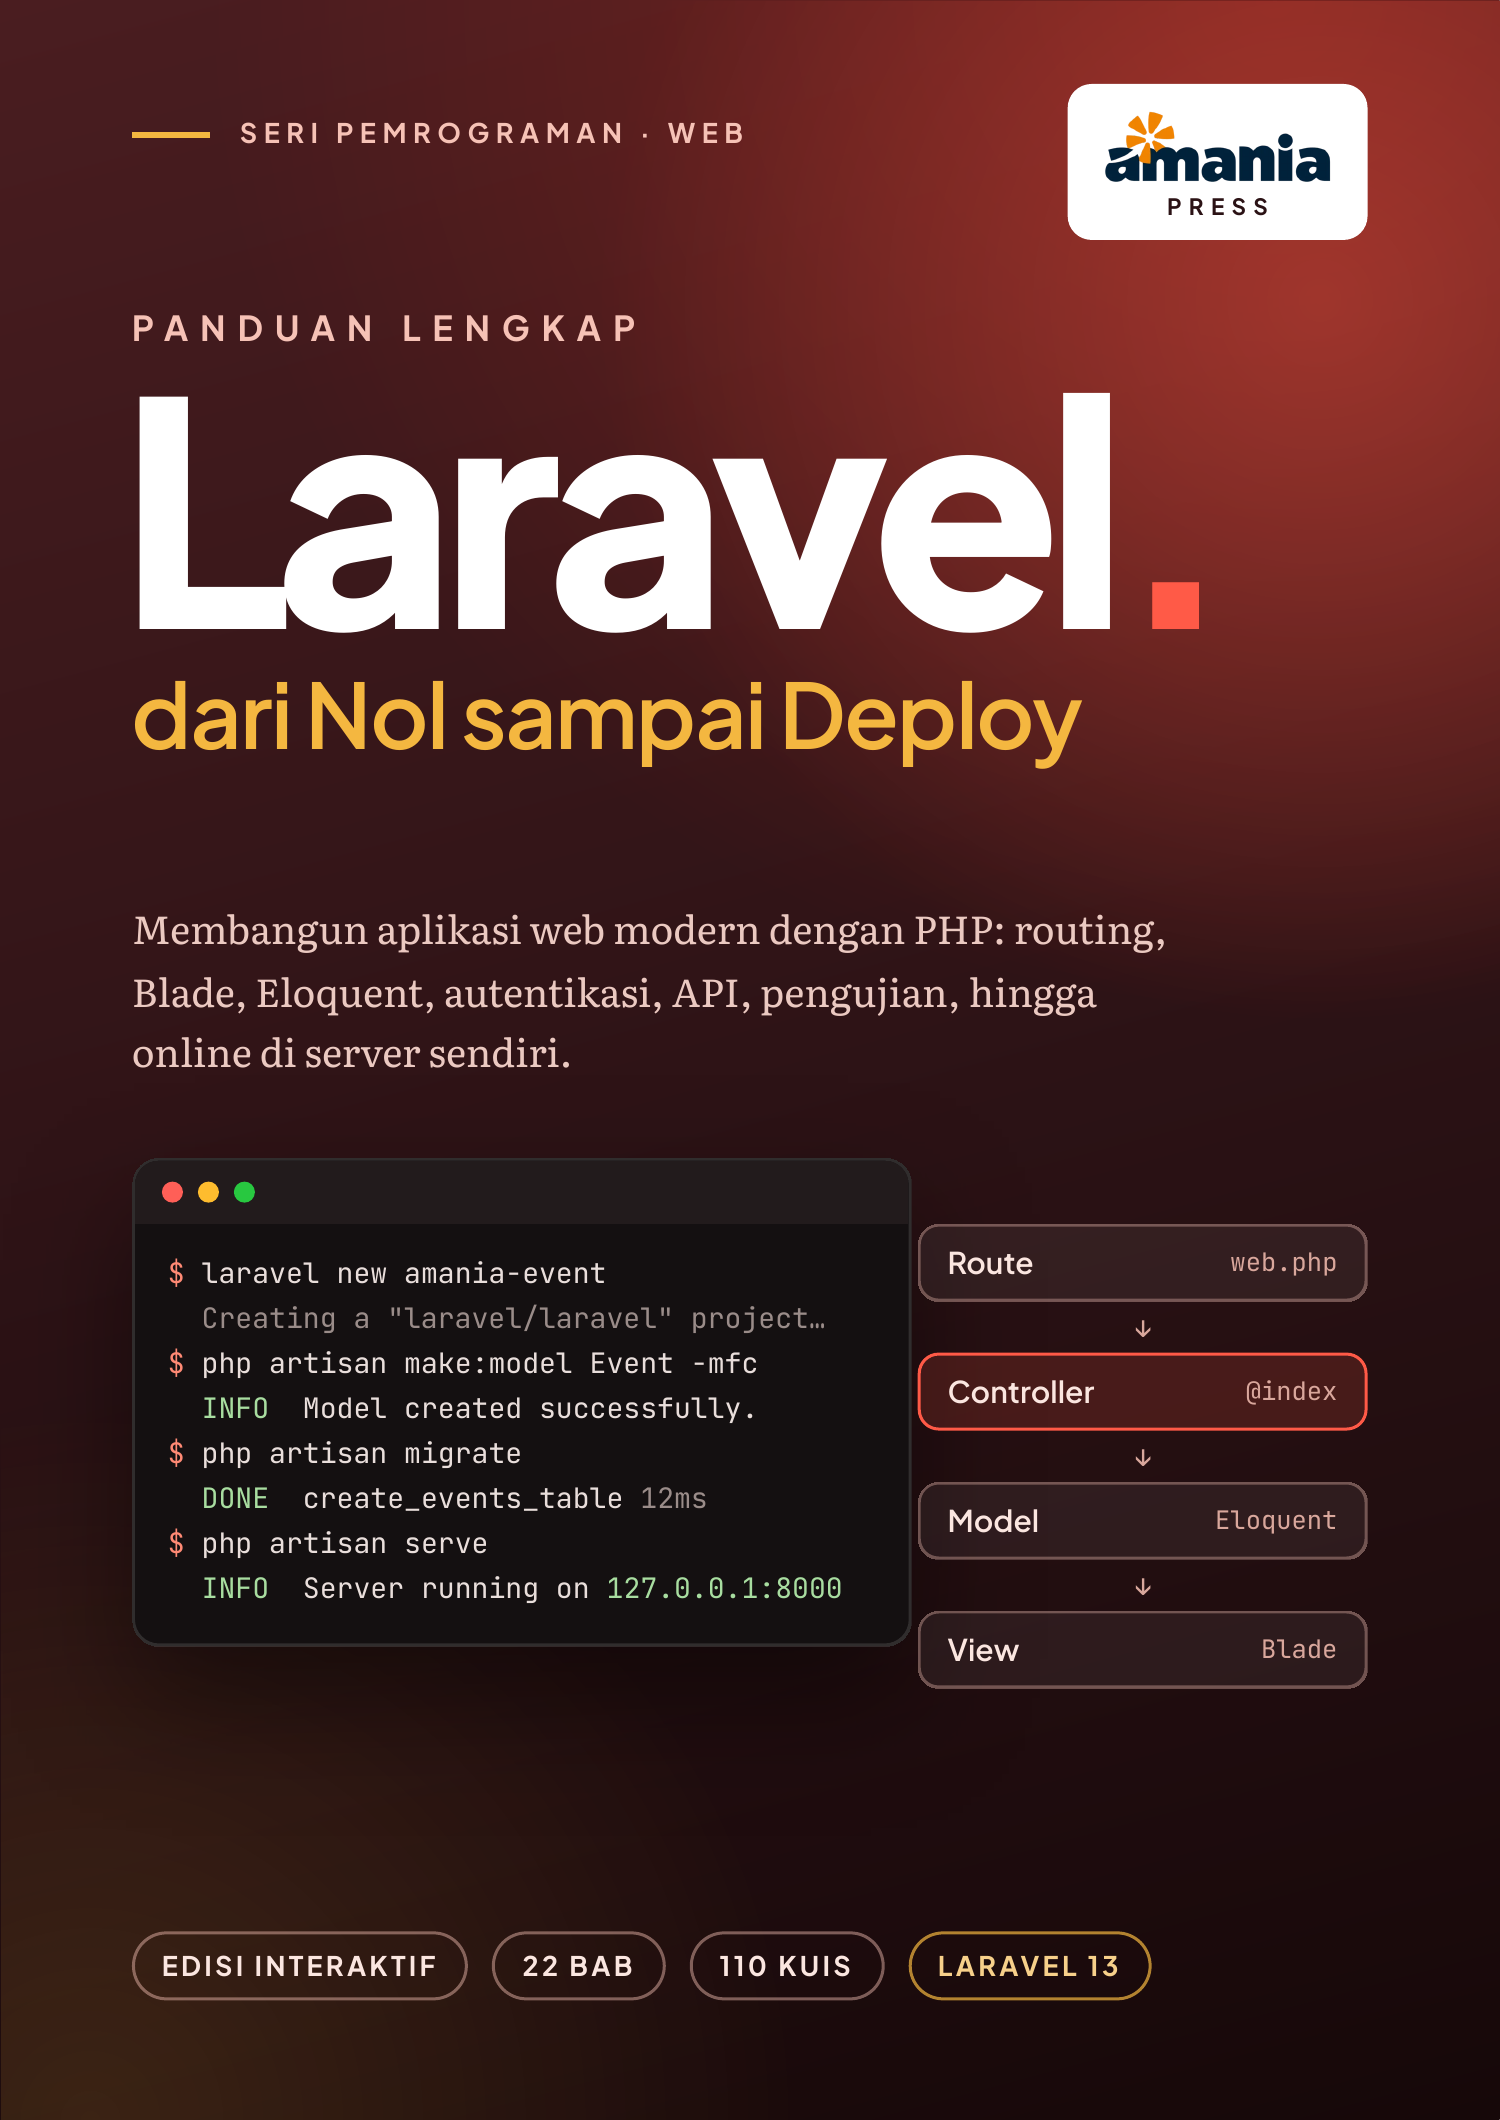 SERI PEMROGRAMAN · WEB
amania
PRESS
PANDUAN LENGKAP
Laravel.
dari Nol sampai Deploy
Membangun aplikasi web modern dengan PHP: routing,
Blade, Eloquent, autentikasi, API, pengujian, hingga
online di server sendiri.
$ laravel new amania-event
Creating a "laravel/laravel" project…
$ php artisan make:model Event -mfc
INFO  Model created successfully.
$ php artisan migrate
DONE  create_events_table 12ms
$ php artisan serve
INFO  Server running on 127.0.0.1:8000
Route web.php
↓
Controller @index
↓
Model Eloquent
↓
View Blade
EDISI INTERAKTIF 22 BAB 110 KUIS LARAVEL 13